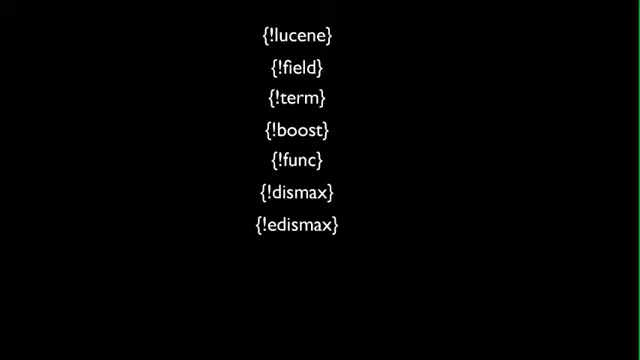 {!lucene}
{!field}
{!term}
{!boost}
{!func}
{!dismax}
{!edismax}